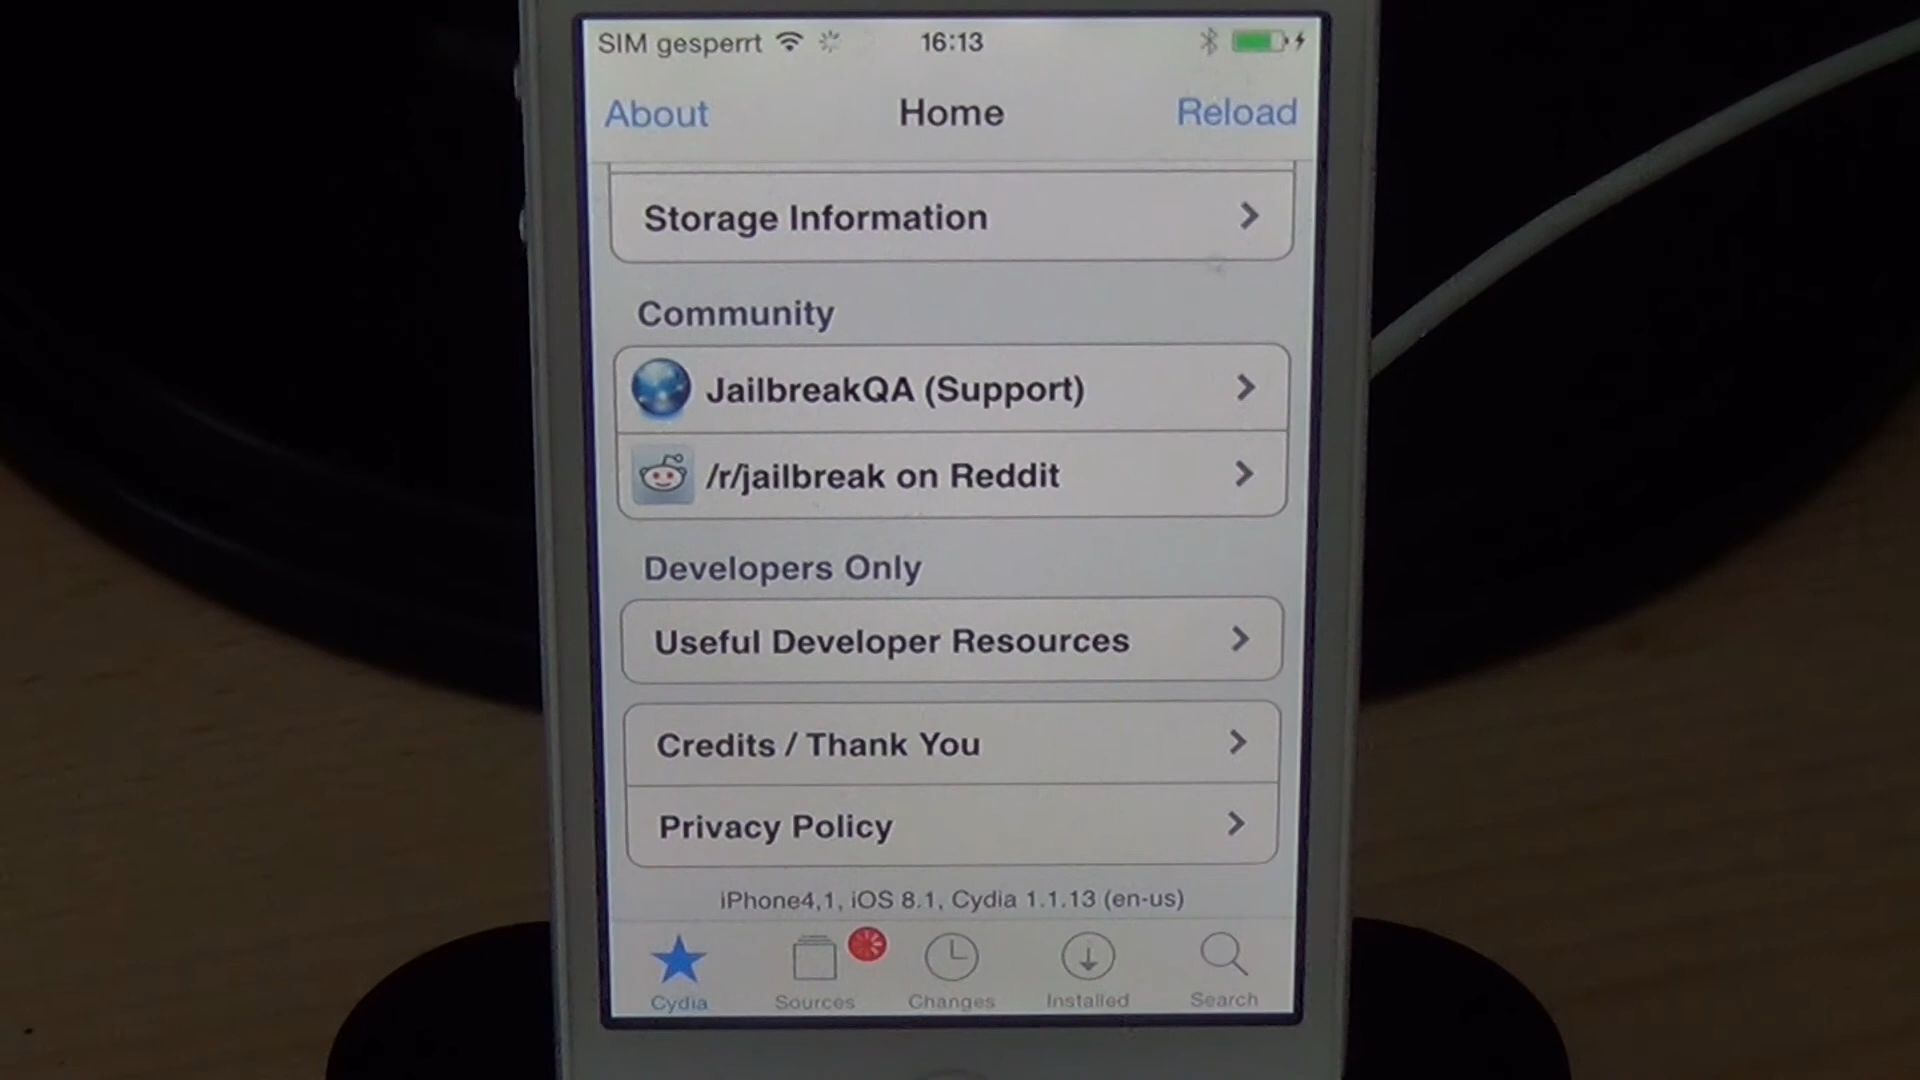 SIM gesperrt 16:13
About Home Reload
Storage Information
Community
JailbreakQA (Support)
/r/jailbreak on Reddit
Developers Only
Useful Developer Resources
Credits / Thank You
Privacy Policy
iPhone4,1, iOS 8.1, Cydia 1.1.13 (en-us)
Cydia Sources Changes Installed Search